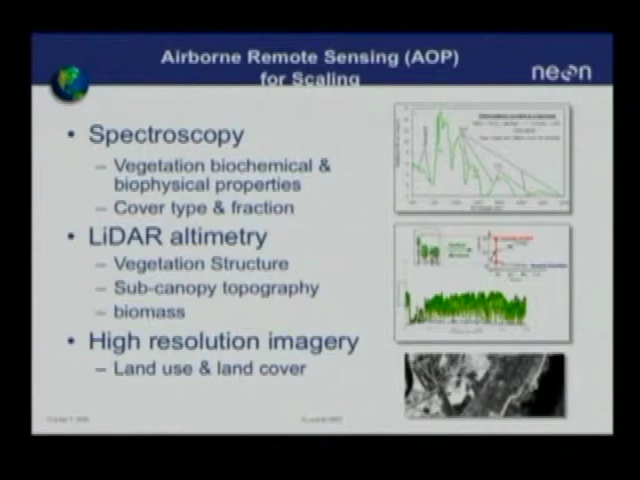 Airborne Remote Sensing (AOP)
for Scaling
neon
• Spectroscopy
– Vegetation biochemical &
biophysical properties
– Cover type & fraction
• LiDAR altimetry
– Vegetation Structure
– Sub-canopy topography
– biomass
• High resolution imagery
– Land use & land cover